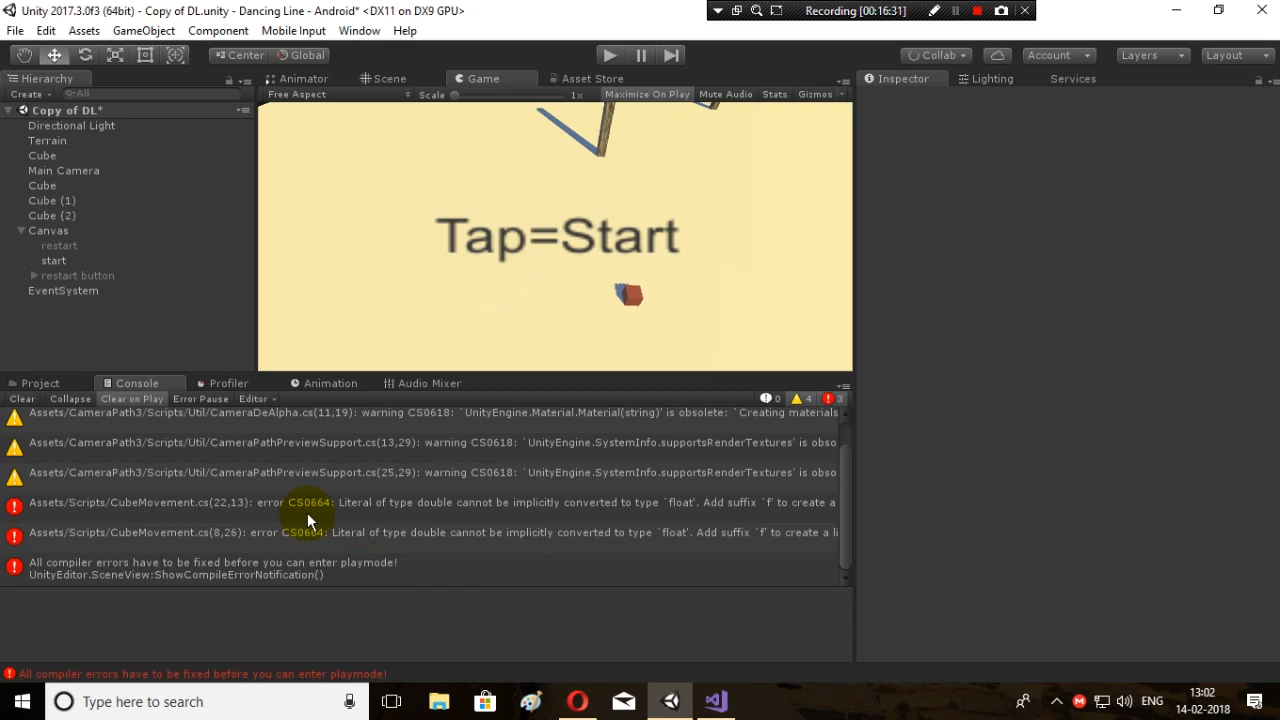 Unity 2017.3.0f3 (64bit) - Copy of DL.unity - Dancing Line - Android* <DX11 on DX9 GPU>
Recording [00:16:31]
File Edit Assets GameObject Component Mobile Input Window Help
Center Global Collab Account Layers Layout
Hierarchy Animator Scene Game Asset Store Inspector Lighting Services
Create All Free Aspect Scale 1x Maximize On Play Mute Audio Stats Gizmos
Copy of DL*
Directional Light
Terrain
Cube
Main Camera
Cube
Cube (1)
Cube (2)
Canvas
restart
start
restart button
EventSystem
Tap=Start
Project Console Profiler Animation Audio Mixer
Clear Collapse Clear on Play Error Pause Editor 0 4 3
Assets/CameraPath3/Scripts/Util/CameraDeAlpha.cs(11,19): warning CS0618: `UnityEngine.Material.Material(string)' is obsolete: `Creating materials
Assets/CameraPath3/Scripts/Util/CameraPathPreviewSupport.cs(13,29): warning CS0618: `UnityEngine.SystemInfo.supportsRenderTextures' is obso
Assets/CameraPath3/Scripts/Util/CameraPathPreviewSupport.cs(25,29): warning CS0618: `UnityEngine.SystemInfo.supportsRenderTextures' is obso
Assets/Scripts/CubeMovement.cs(22,13): error CS0664: Literal of type double cannot be implicitly converted to type `float'. Add suffix `f' to create a
Assets/Scripts/CubeMovement.cs(8,26): error CS0664: Literal of type double cannot be implicitly converted to type `float'. Add suffix `f' to create a li
All compiler errors have to be fixed before you can enter playmode!
UnityEditor.SceneView:ShowCompileErrorNotification()
All compiler errors have to be fixed before you can enter playmode!
Type here to search
ENG
13:02
14-02-2018